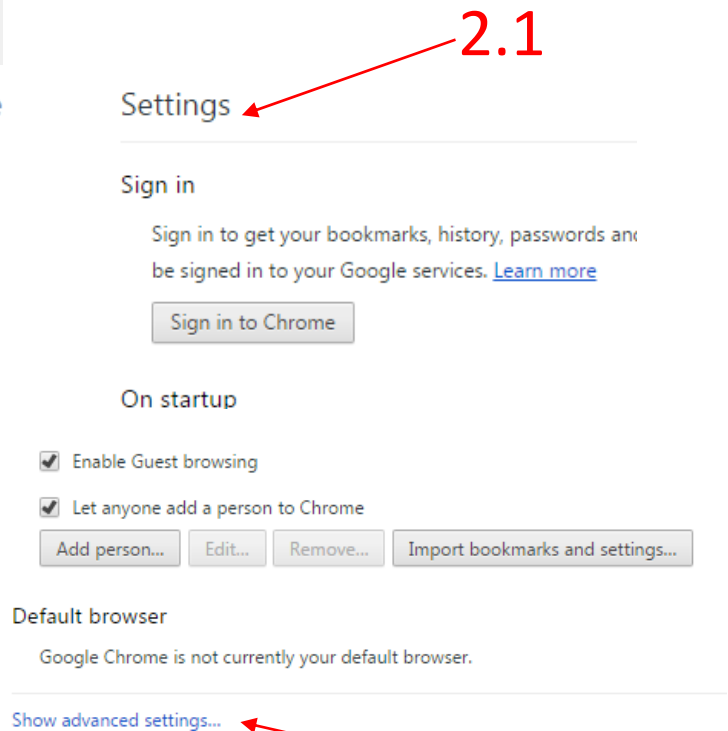 2.1
Settings
Sign in
Sign in to get your bookmarks, history, passwords and
be signed in to your Google services. Learn more
Sign in to Chrome
On startup
Enable Guest browsing
Let anyone add a person to Chrome
Add person... Edit... Remove... Import bookmarks and settings...
Default browser
Google Chrome is not currently your default browser.
Show advanced settings...